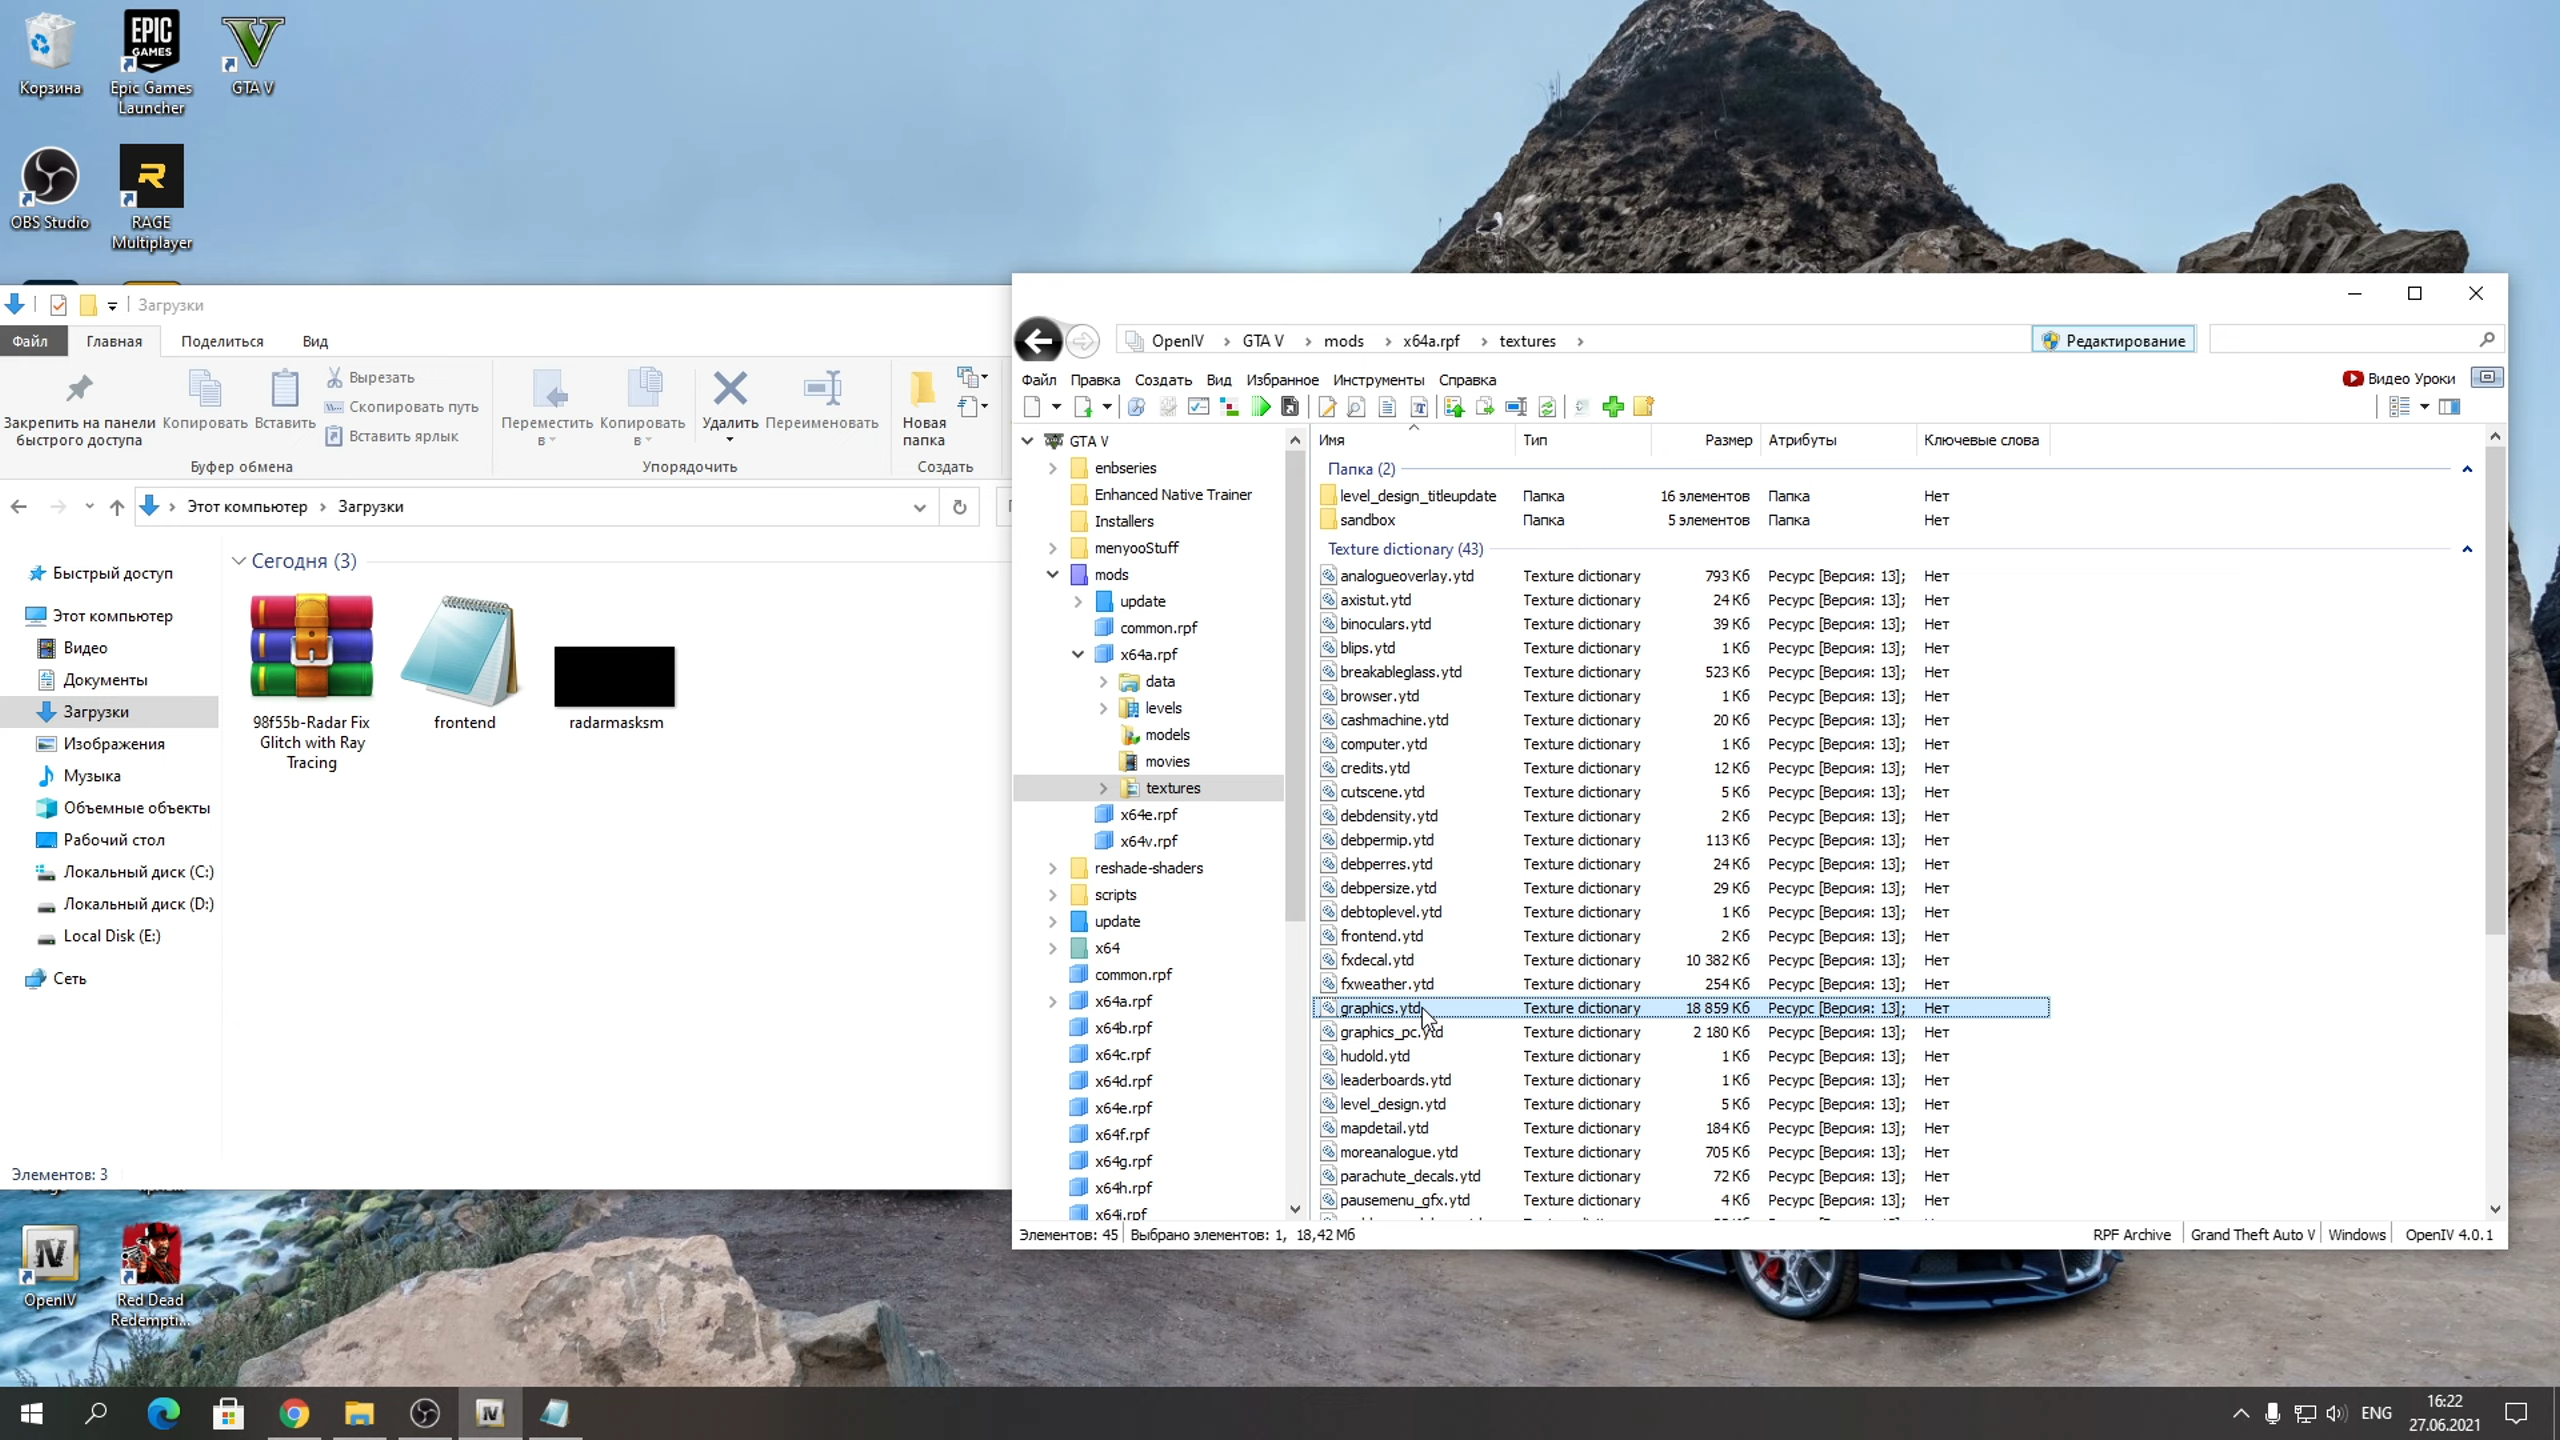 Корзина
Epic Games
Launcher
GTA V
OBS Studio
RAGE
Multiplayer
Загрузки
Файл
Главная
Поделиться
Вид
Закрепить на панели
быстрого доступа
Копировать
Вставить
Вырезать
Скопировать путь
Вставить ярлык
Переместить
в
Копировать
в
Удалить
Переименовать
Новая
папка
Буфер обмена
Упорядочить
Создать
Этот компьютер
Загрузки
Быстрый доступ
Этот компьютер
Видео
Документы
Загрузки
Изображения
Музыка
Объемные объекты
Рабочий стол
Локальный диск (C:)
Локальный диск (D:)
Local Disk (E:)
Сеть
Сегодня (3)
98f55b-Radar Fix
Glitch with Ray
Tracing
frontend
radarmasksm
Элементов: 3
OpenIV
GTA V
mods
x64a.rpf
textures
Редактирование
Файл
Правка
Создать
Вид
Избранное
Инструменты
Справка
Видео Уроки
GTA V
enbseries
Enhanced Native Trainer
Installers
menyooStuff
mods
update
common.rpf
x64a.rpf
data
levels
models
movies
textures
x64e.rpf
x64v.rpf
reshade-shaders
scripts
update
x64
common.rpf
x64a.rpf
x64b.rpf
x64c.rpf
x64d.rpf
x64e.rpf
x64f.rpf
x64g.rpf
x64h.rpf
Имя Тип Размер Атрибуты Ключевые слова
Папка (2)
level_design_titleupdate Папка 16 элементов Папка Нет
sandbox Папка 5 элементов Папка Нет
Texture dictionary (43)
analogueoverlay.ytd Texture dictionary 793 Кб Ресурс [Версия: 13]; Нет
axistut.ytd Texture dictionary 24 Кб Ресурс [Версия: 13]; Нет
binoculars.ytd Texture dictionary 39 Кб Ресурс [Версия: 13]; Нет
blips.ytd Texture dictionary 1 Кб Ресурс [Версия: 13]; Нет
breakableglass.ytd Texture dictionary 523 Кб Ресурс [Версия: 13]; Нет
browser.ytd Texture dictionary 1 Кб Ресурс [Версия: 13]; Нет
cashmachine.ytd Texture dictionary 20 Кб Ресурс [Версия: 13]; Нет
computer.ytd Texture dictionary 1 Кб Ресурс [Версия: 13]; Нет
credits.ytd Texture dictionary 12 Кб Ресурс [Версия: 13]; Нет
cutscene.ytd Texture dictionary 5 Кб Ресурс [Версия: 13]; Нет
debdensity.ytd Texture dictionary 2 Кб Ресурс [Версия: 13]; Нет
debpermip.ytd Texture dictionary 113 Кб Ресурс [Версия: 13]; Нет
debperres.ytd Texture dictionary 24 Кб Ресурс [Версия: 13]; Нет
debpersize.ytd Texture dictionary 29 Кб Ресурс [Версия: 13]; Нет
debtoplevel.ytd Texture dictionary 1 Кб Ресурс [Версия: 13]; Нет
frontend.ytd Texture dictionary 2 Кб Ресурс [Версия: 13]; Нет
fxdecal.ytd Texture dictionary 10 382 Кб Ресурс [Версия: 13]; Нет
fxweather.ytd Texture dictionary 254 Кб Ресурс [Версия: 13]; Нет
graphics.ytd Texture dictionary 18 859 Кб Ресурс [Версия: 13]; Нет
graphics_pc.ytd Texture dictionary 2 180 Кб Ресурс [Версия: 13]; Нет
hudold.ytd Texture dictionary 1 Кб Ресурс [Версия: 13]; Нет
leaderboards.ytd Texture dictionary 1 Кб Ресурс [Версия: 13]; Нет
level_design.ytd Texture dictionary 5 Кб Ресурс [Версия: 13]; Нет
mapdetail.ytd Texture dictionary 184 Кб Ресурс [Версия: 13]; Нет
moreanalogue.ytd Texture dictionary 705 Кб Ресурс [Версия: 13]; Нет
parachute_decals.ytd Texture dictionary 72 Кб Ресурс [Версия: 13]; Нет
pausemenu_gfx.ytd Texture dictionary 4 Кб Ресурс [Версия: 13]; Нет
Элементов: 45
Выбрано элементов: 1, 18,42 Мб
RPF Archive
Grand Theft Auto V
Windows
OpenIV 4.0.1
OpenIV
Red Dead
Redempti...
ENG
16:22
27.06.2021